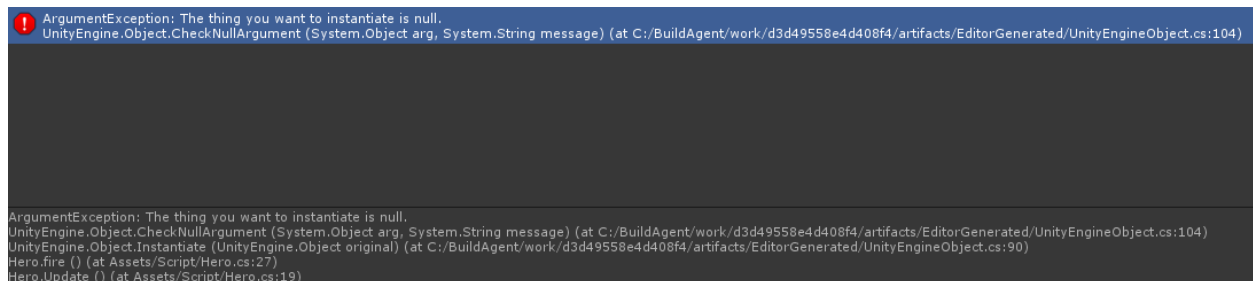 ArgumentException: The thing you want to instantiate is null.
UnityEngine.Object.CheckNullArgument (System.Object arg, System.String message) (at C:/BuildAgent/work/d3d49558e4d408f4/artifacts/EditorGenerated/UnityEngineObject.cs:104)
ArgumentException: The thing you want to instantiate is null.
UnityEngine.Object.CheckNullArgument (System.Object arg, System.String message) (at C:/BuildAgent/work/d3d49558e4d408f4/artifacts/EditorGenerated/UnityEngineObject.cs:104)
UnityEngine.Object.Instantiate (UnityEngine.Object original) (at C:/BuildAgent/work/d3d49558e4d408f4/artifacts/EditorGenerated/UnityEngineObject.cs:90)
Hero.fire () (at Assets/Script/Hero.cs:27)
Hero.Update () (at Assets/Script/Hero.cs:19)